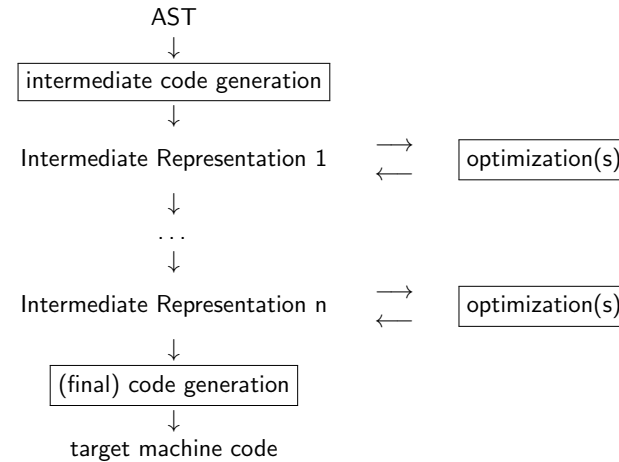 AST
intermediate code generation
Intermediate Representation 1
optimization(s)
...
Intermediate Representation n
optimization(s)
(final) code generation
target machine code